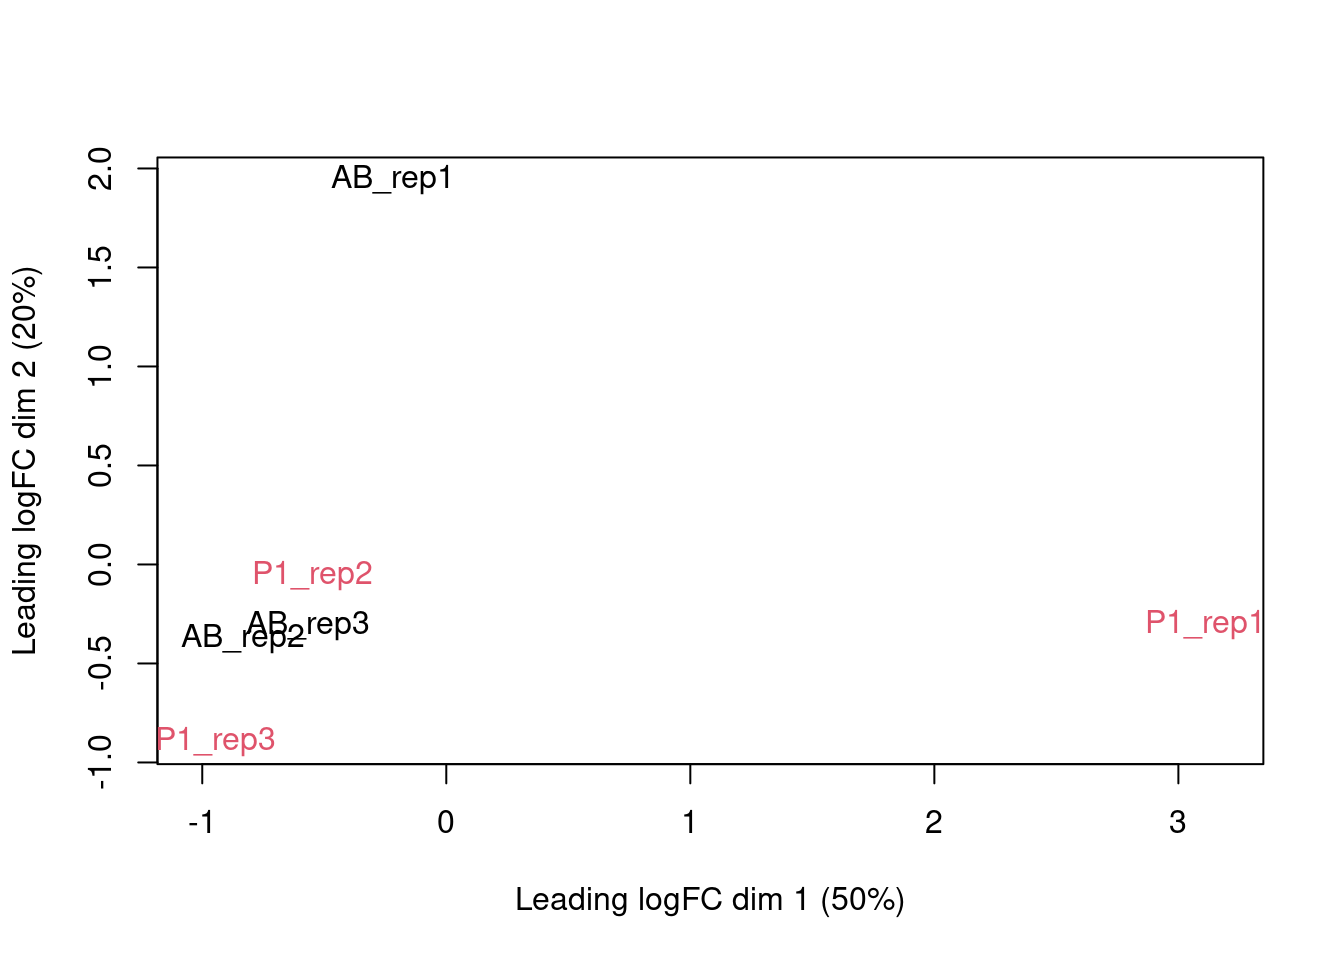 2.0
1.5
1.0
0.5
0.0
-0.5
-1.0
Leading logFC dim 2 (20%)
AB_rep1
P1_rep2
AB_rep3
AB_rep2
P1_rep1
P1_rep3
-1 0 1 2 3
Leading logFC dim 1 (50%)